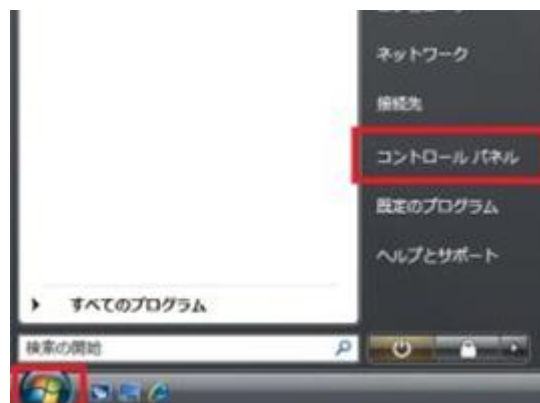 ネットワーク
接続先
コントロール パネル
既定のプログラム
ヘルプとサポート
すべてのプログラム
検索の開始